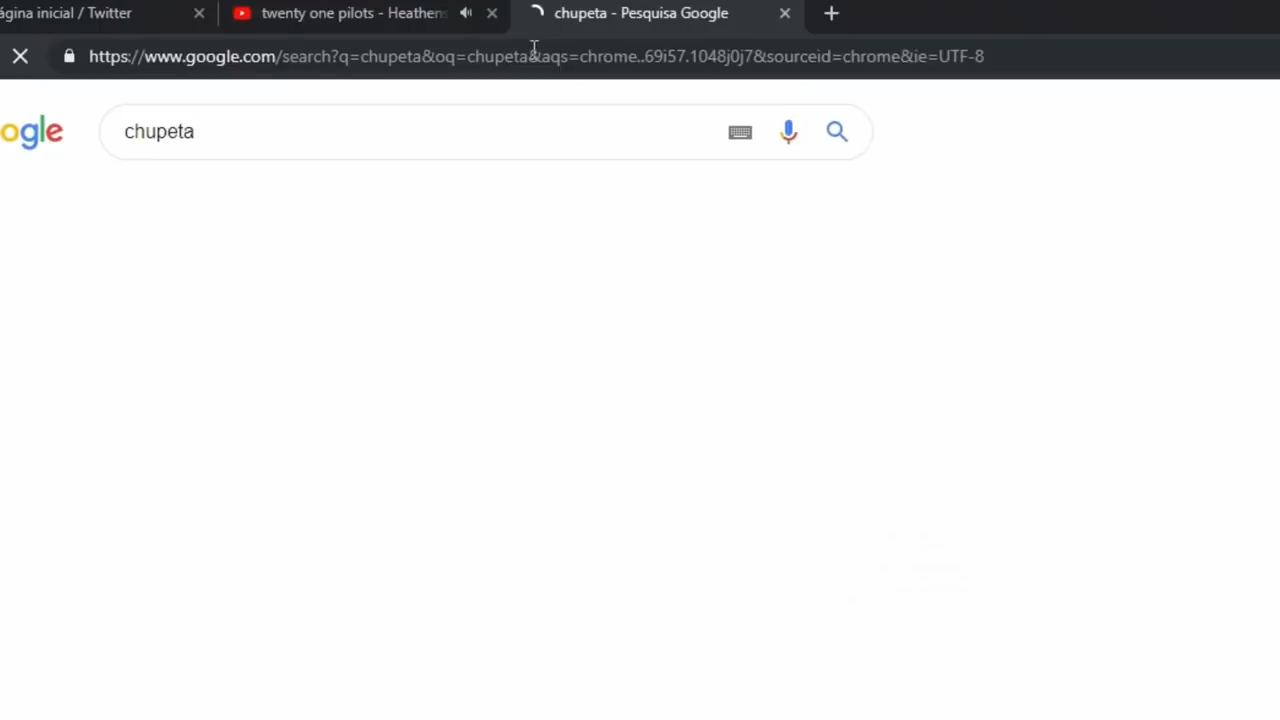 ágina inicial / Twitter
twenty one pilots - Heathens
chupeta - Pesquisa Google
https://www.google.com/search?q=chupeta&oq=chupeta&aqs=chrome..69i57.1048j0j7&sourceid=chrome&ie=UTF-8
ogle
chupeta